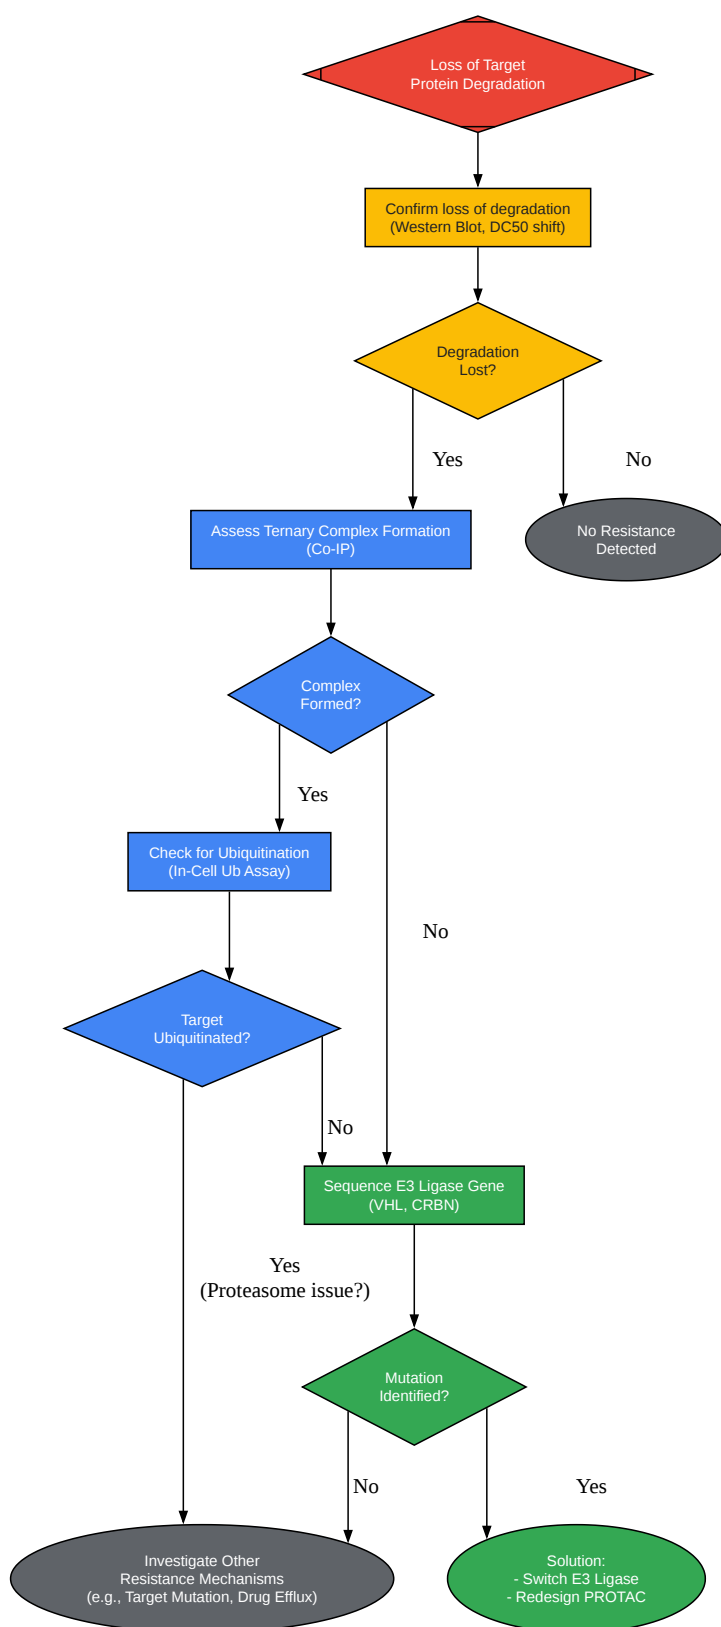 Loss of Target
Protein Degradation
Confirm loss of degradation
(Western Blot, DC50 shift)
Degradation
Lost?
Yes
No
Assess Ternary Complex Formation
(Co-IP)
No Resistance
Detected
Complex
Formed?
Yes
Check for Ubiquitination
(In-Cell Ub Assay)
No
Target
Ubiquitinated?
No
Sequence E3 Ligase Gene
(VHL, CRBN)
Yes
(Proteasome issue?)
Mutation
Identified?
No
Yes
Investigate Other
Resistance Mechanisms
(e.g., Target Mutation, Drug Efflux)
Solution:
- Switch E3 Ligase
- Redesign PROTAC